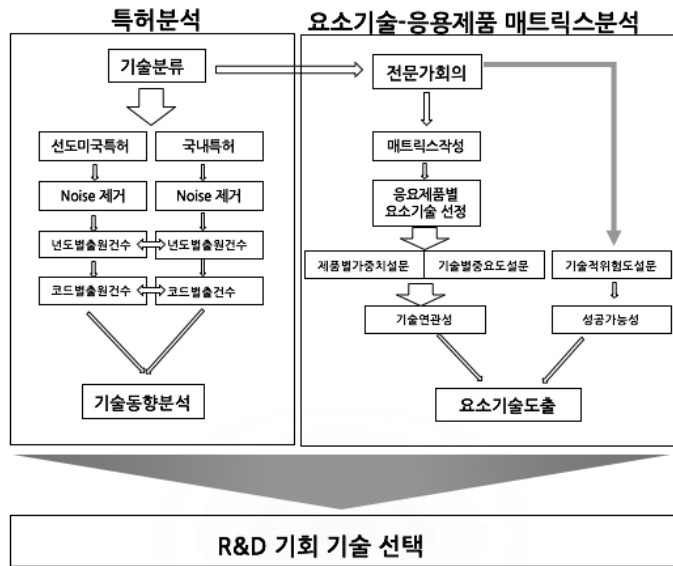 특허분석
요소기술-응용제품 매트릭스분석
기술분류
전문가회의
선도미국특허
국내특허
매트릭스작성
Noise 제거
Noise 제거
응요제품별
요소기술 선정
년도별출원건수
년도별출원건수
제품별가중치설문
기술별중요도설문
기술적위험도설문
코드별출원건수
코드별출건수
기술연관성
성공가능성
기술동향분석
요소기술도출
R&D 기회 기술 선택